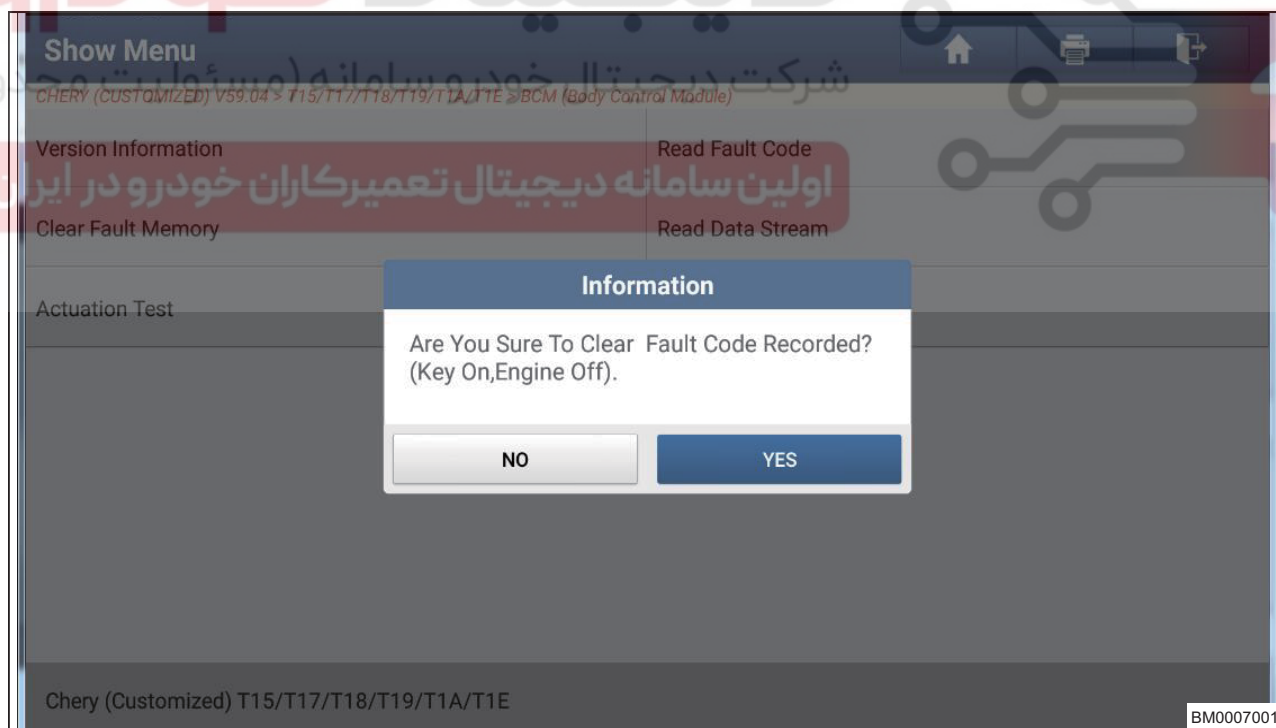 Show Menu
شرکت دیجیتال خودرو سامانه (مسئولیت محدود
CHERY (CUSTOMIZED) V59.04 > T15/T17/T18/T19/T1A/T1E > BCM (Body Control Module)
Version Information
Read Fault Code
اولین سامانه دیجیتال تعمیرکاران خودرو در ایران
Clear Fault Memory
Read Data Stream
Information
Actuation Test
Are You Sure To Clear Fault Code Recorded?
(Key On,Engine Off).
NO
YES
Chery (Customized) T15/T17/T18/T19/T1A/T1E
BM0007001